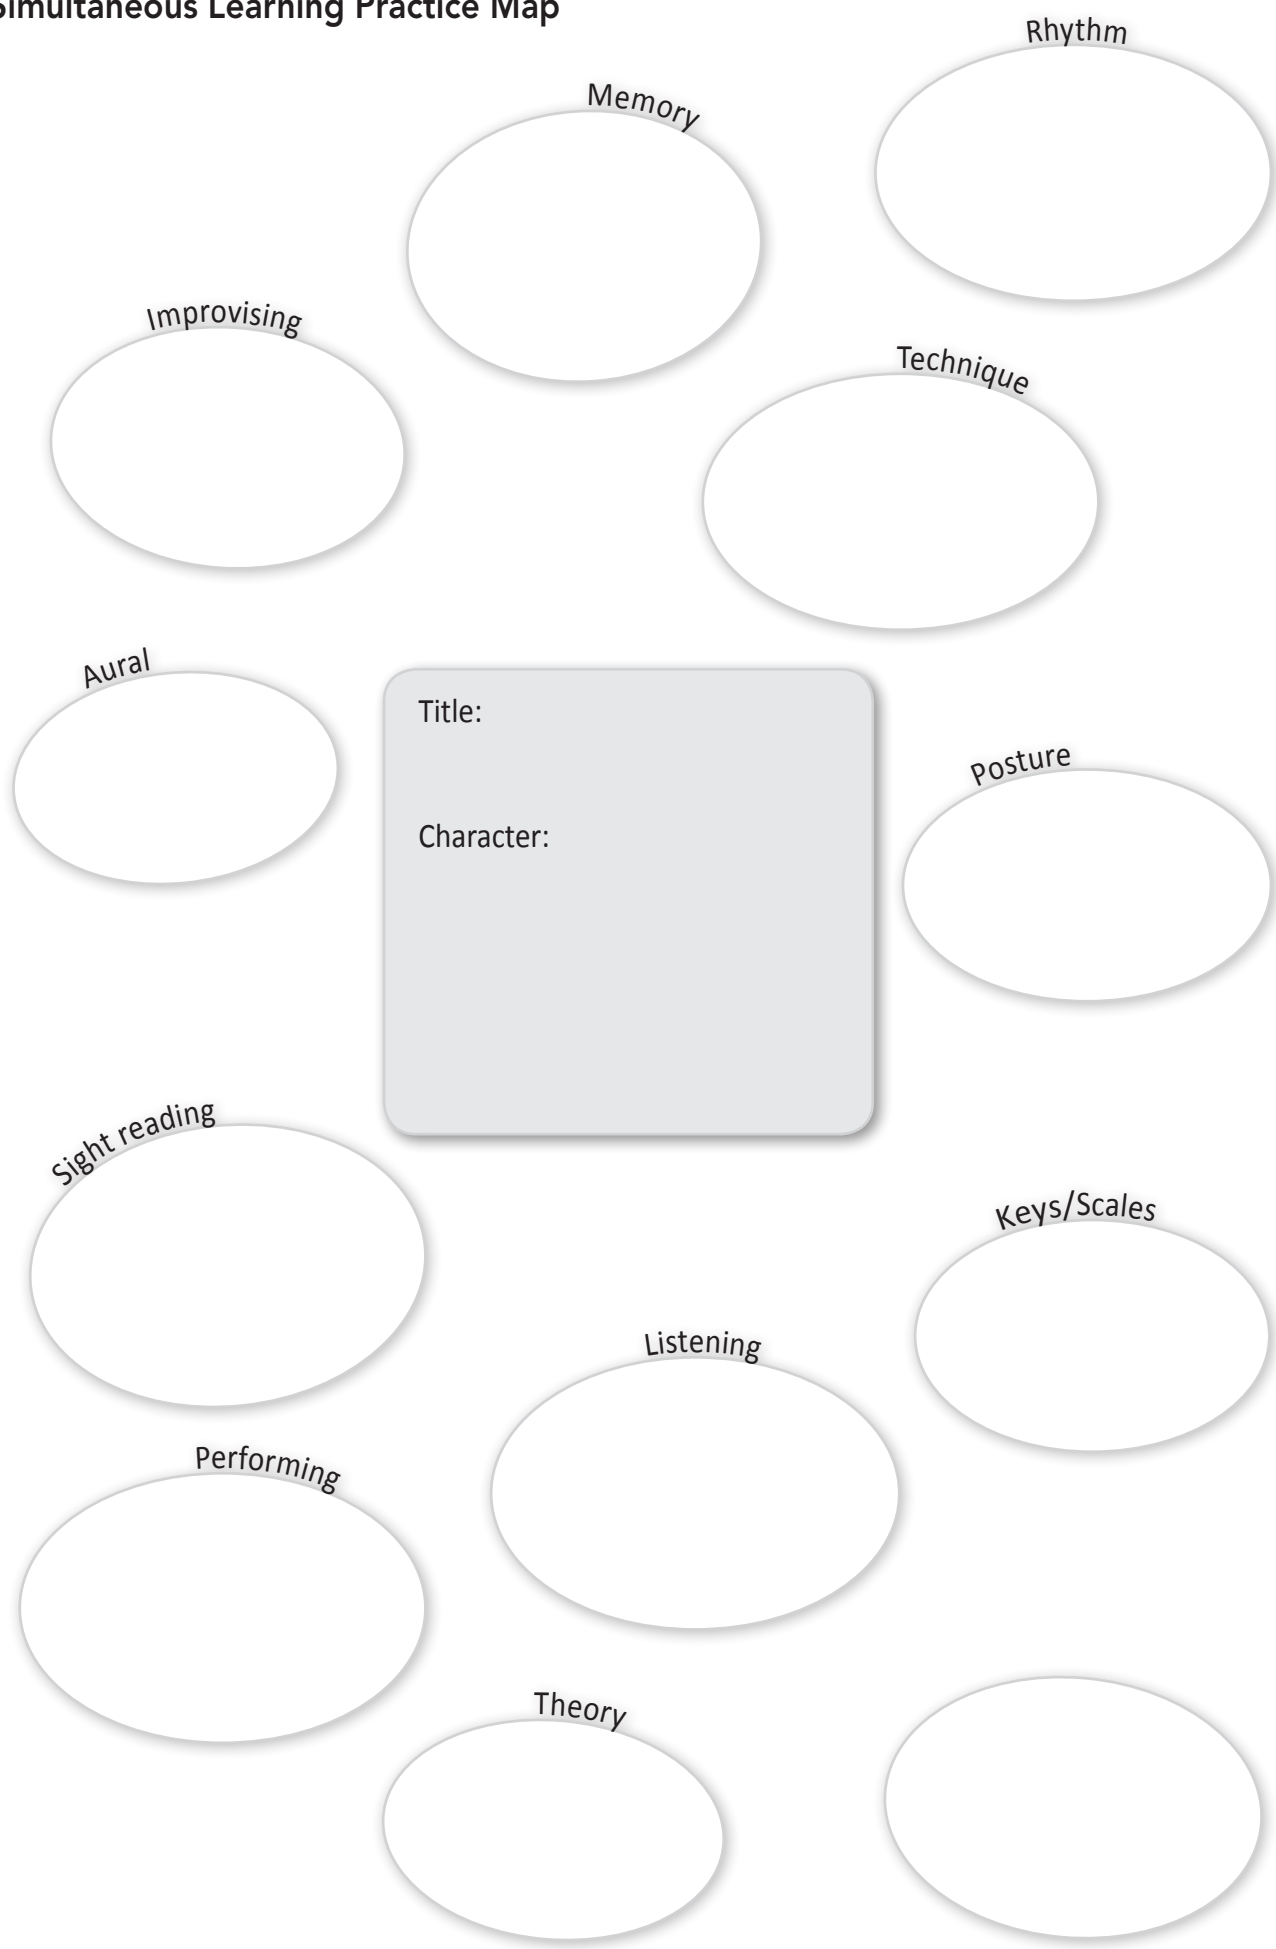 Simultaneous Learning Practice Map
Rhythm
Memory
Improvising
Technique
Aural
Title:
Posture
Character:
Sight reading
Keys/Scales
Listening
Performing
Theory